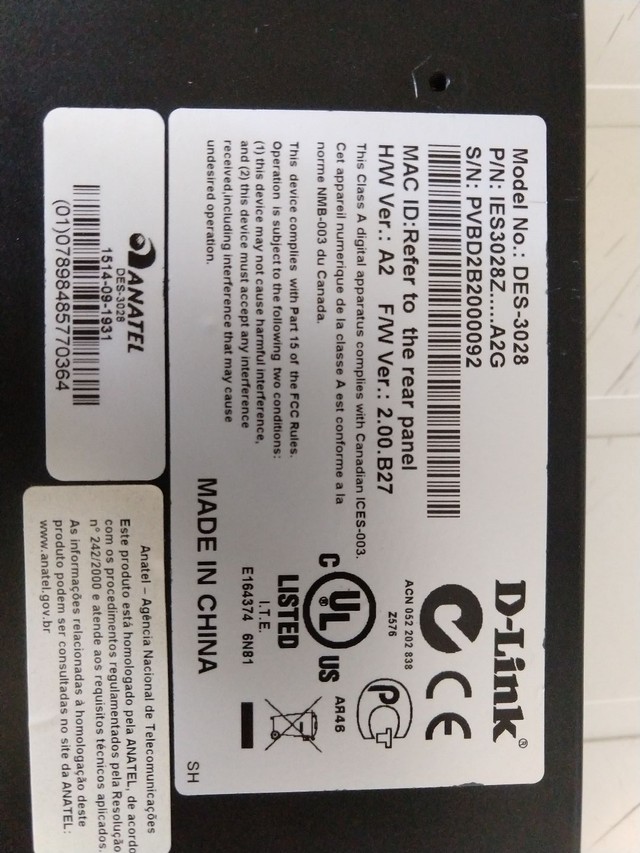 Model No.: DES-3028
P/N: IES3028Z.....A2G
S/N: PVBD2B2000092
MAC ID:Refer to the rear panel
H/W Ver.: A2 F/W Ver.: 2.00.B27
This Class A digital apparatus complies with Canadian ICES-003.
Cet appareil numerique de la classe A est conforme a la
norme NMB-003 du Canada.
This device complies with Part 15 of the FCC Rules.
Operation is subject to the following two conditions:
(1) this device may not cause harmful interference,
and (2) this device must accept any interference
received,including interference that may cause
undesired operation.
D-Link®
CE
ACN 052 202 838
Z576
PCT
C UL® US
LISTED
I.T.E.
E164374 6N81
AR46
MADE IN CHINA
SH
ANATEL
DES-3028
1514-09-1931
(01)07898485770364
Anatel – Agência Nacional de Telecomunicações
Este produto está homologado pela ANATEL, de acordo
com os procedimentos regulamentados pela Resolução
n° 242/2000 e atende aos requisitos técnicos aplicados.
As informações relacionadas à homologação deste
produto podem ser consultadas no site da ANATEL:
www.anatel.gov.br